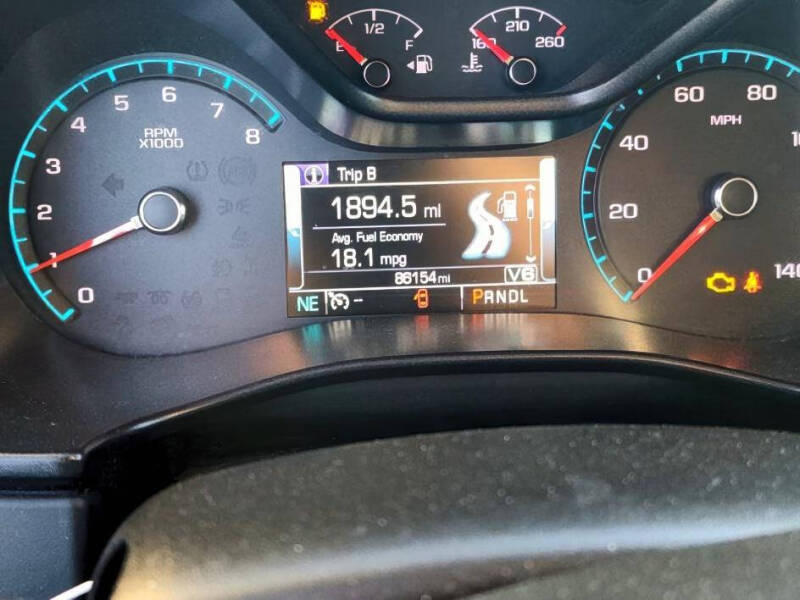 E 1/2 F
160 210 260
0 1 2 3 4 5 6 7 8
RPM
X1000
Trip B
1894.5 mi
Avg. Fuel Economy
18.1 mpg
86154 mi
V6
NE -- PRNDL
0 20 40 60 80
MPH
140